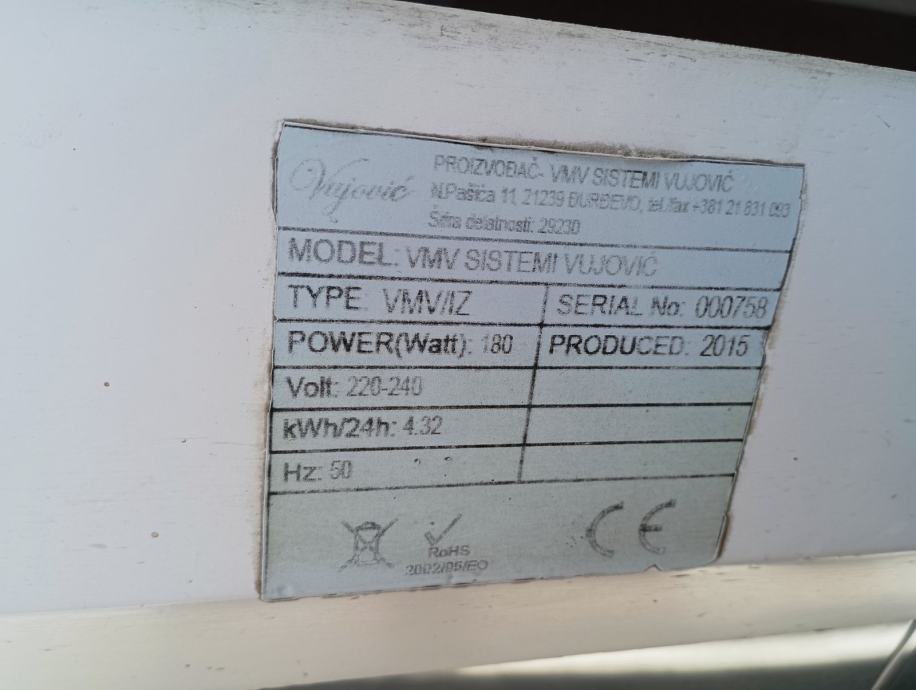 Vujović
PROIZVOĐAČ- VMV SISTEMI VUJOVIĆ
N.Pašića 11, 21239 ĐURĐEVO, tel./fax +381 21 831 093
Šifra delatnosti: 29230
MODEL: VMV SISTEMI VUJOVIĆ
TYPE: VMV/IZ SERIAL No: 000758
POWER(Watt): 180 PRODUCED: 2015
Volt: 220-240
kWh/24h: 4.32
Hz: 50
RoHS
2002/95/EO
CE